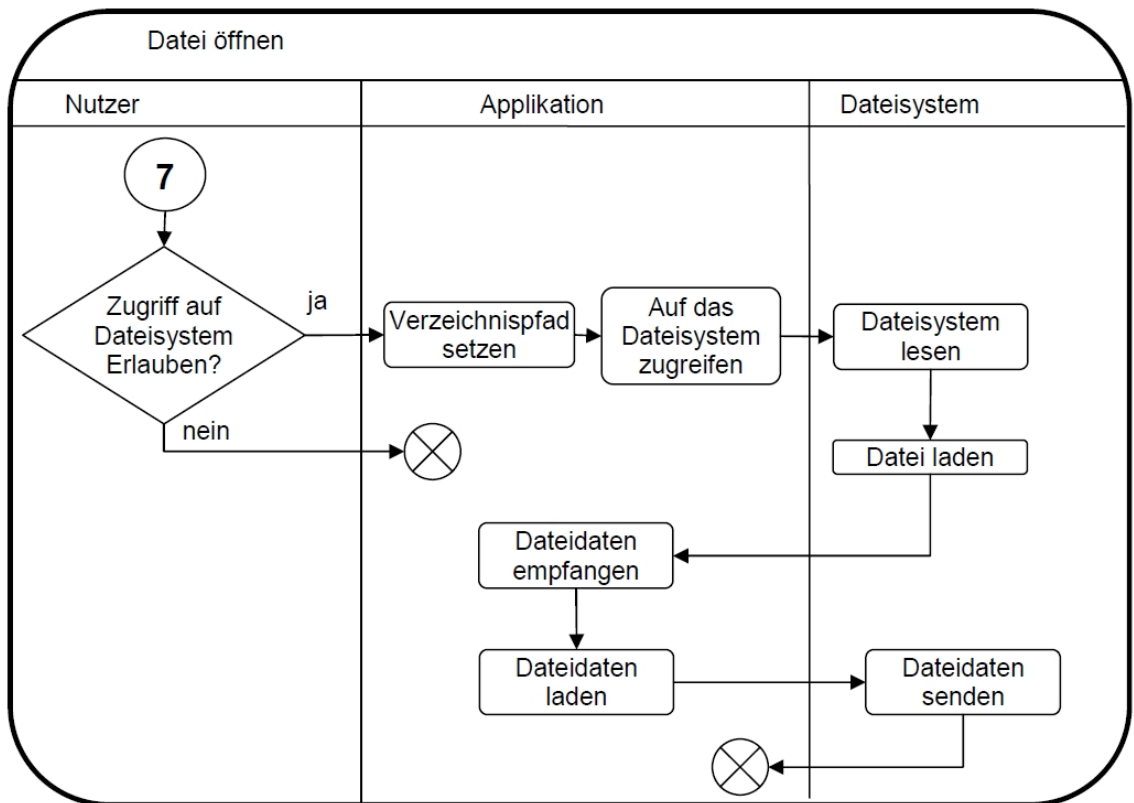 Datei öffnen
Nutzer
Applikation
Dateisystem
7
Zugriff auf
Dateisystem
Erlauben?
ja
nein
Verzeichnispfad
setzen
Auf das
Dateisystem
zugreifen
Dateisystem
lesen
Datei laden
Dateidaten
empfangen
Dateidaten
laden
Dateidaten
senden